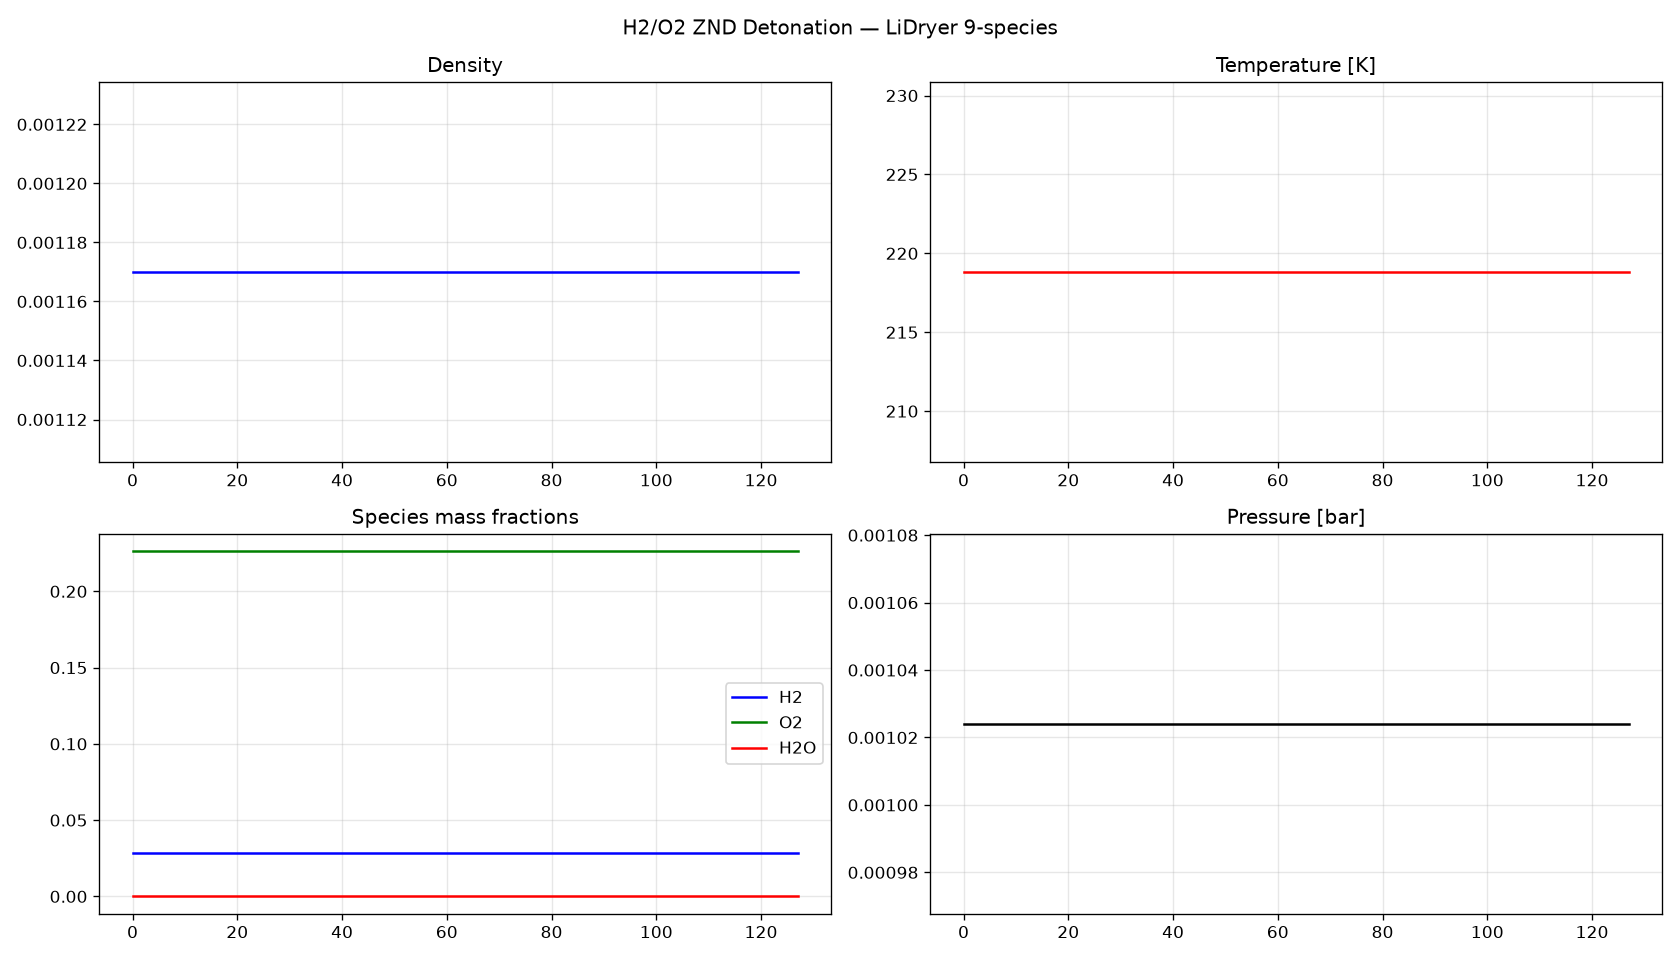 H2/O2 ZND Detonation — LiDryer 9-species
Density
0.00122
0.00120
0.00118
0.00116
0.00114
0.00112
0 20 40 60 80 100 120
Temperature [K]
230
225
220
215
210
0 20 40 60 80 100 120
Species mass fractions
0.20
0.15
0.10
0.05
0.00
H2
O2
H2O
0 20 40 60 80 100 120
Pressure [bar]
0.00108
0.00106
0.00104
0.00102
0.00100
0.00098
0 20 40 60 80 100 120